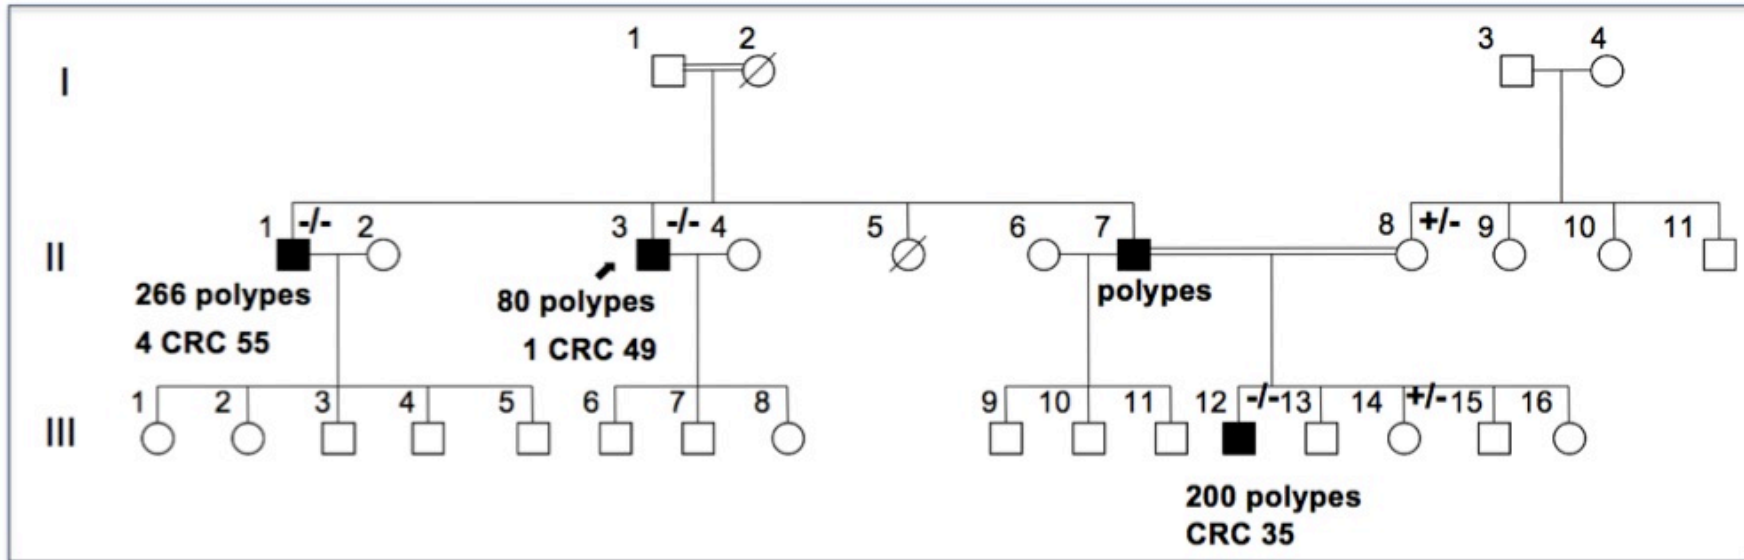 1 2 3 4
I
1 -/- 2 3 -/- 4 5 6 7 8 +/- 9 10 11
II
266 polypes
4 CRC 55
80 polypes
1 CRC 49
polypes
1 2 3 4 5 6 7 8 9 10 11 12 -/- 13 14 +/- 15 16
III
200 polypes
CRC 35